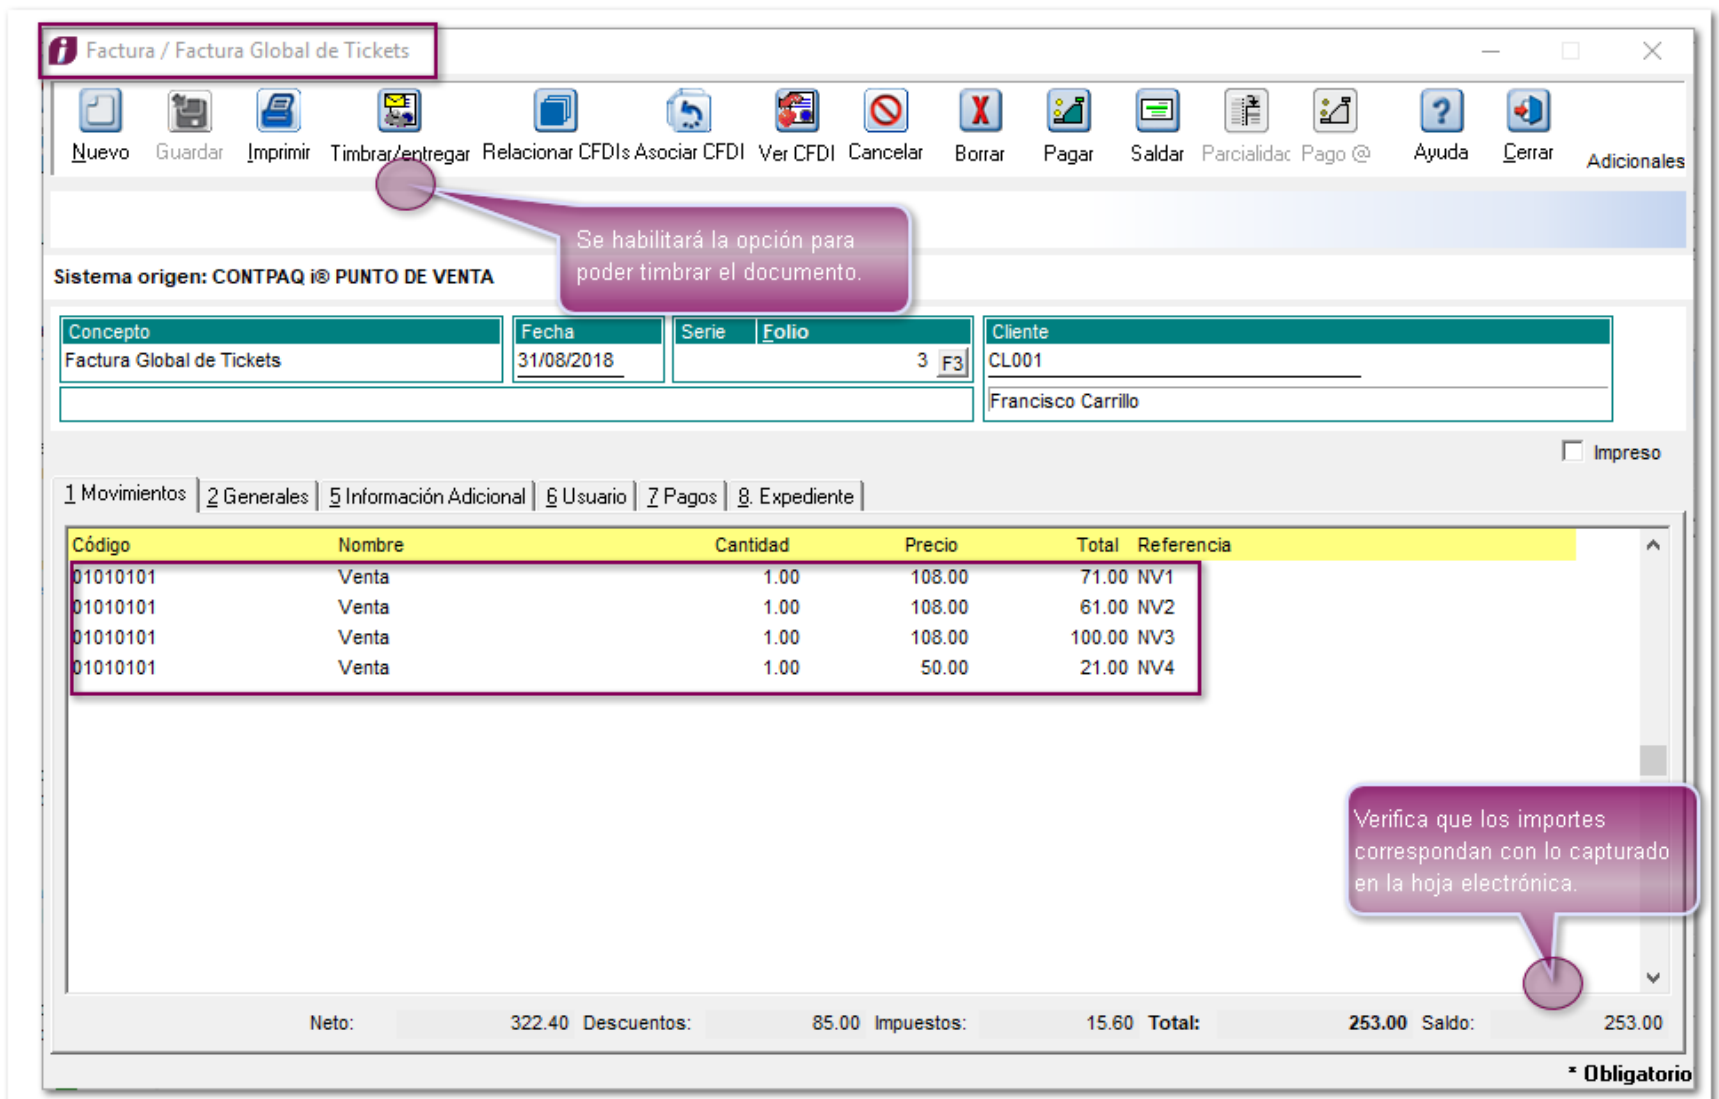 Factura / Factura Global de Tickets
Nuevo Guardar Imprimir Timbrar/entregar Relacionar CFDIs Asociar CFDI Ver CFDI Cancelar Borrar Pagar Saldar Parcialidac Pago @ Ayuda Cerrar Adicionales
Se habilitará la opción para
poder timbrar el documento.
Sistema origen: CONTPAQ i® PUNTO DE VENTA
Concepto Fecha Serie Folio Cliente
Factura Global de Tickets 31/08/2018 3 F3 CL001
Francisco Carrillo
Impreso
1 Movimientos 2 Generales 5 Información Adicional 6 Usuario 7 Pagos 8. Expediente
Código Nombre Cantidad Precio Total Referencia
01010101 Venta 1.00 108.00 71.00 NV1
01010101 Venta 1.00 108.00 61.00 NV2
01010101 Venta 1.00 108.00 100.00 NV3
01010101 Venta 1.00 50.00 21.00 NV4
Verifica que los importes
correspondan con lo capturado
en la hoja electrónica.
Neto: 322.40 Descuentos: 85.00 Impuestos: 15.60 Total: 253.00 Saldo: 253.00
* Obligatorio